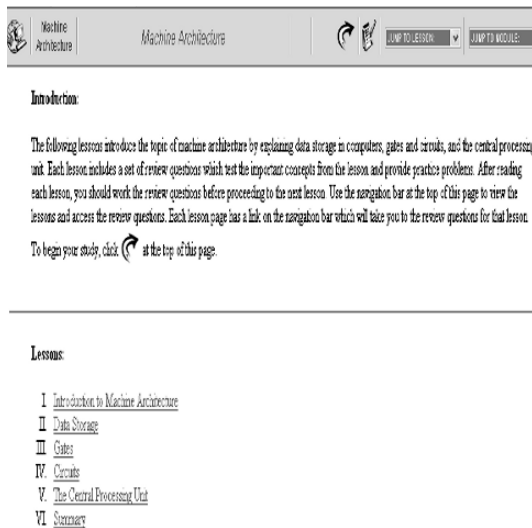 Machine
Architecture
Machine Architecture
JUMP TO LESSON:
JUMP TO MODULE:
Introduction:
The following lessons introduce the topic of machine architecture by explaining data storage in computers, gates and circuits, and the central processing
unit. Each lesson includes a set of review questions which test the important concepts from the lesson and provide practice problems. After reading
each lesson, you should work the review questions before proceeding to the next lesson. Use the navigation bar at the top of this page to view the
lessons and access the review questions. Each lesson page has a link on the navigation bar which will take you to the review questions for that lesson.
To begin your study, click at the top of this page.
Lessons:
I Introduction to Machine Architecture
II Data Storage
III Gates
IV. Circuits
V. The Central Processing Unit
VI Summary